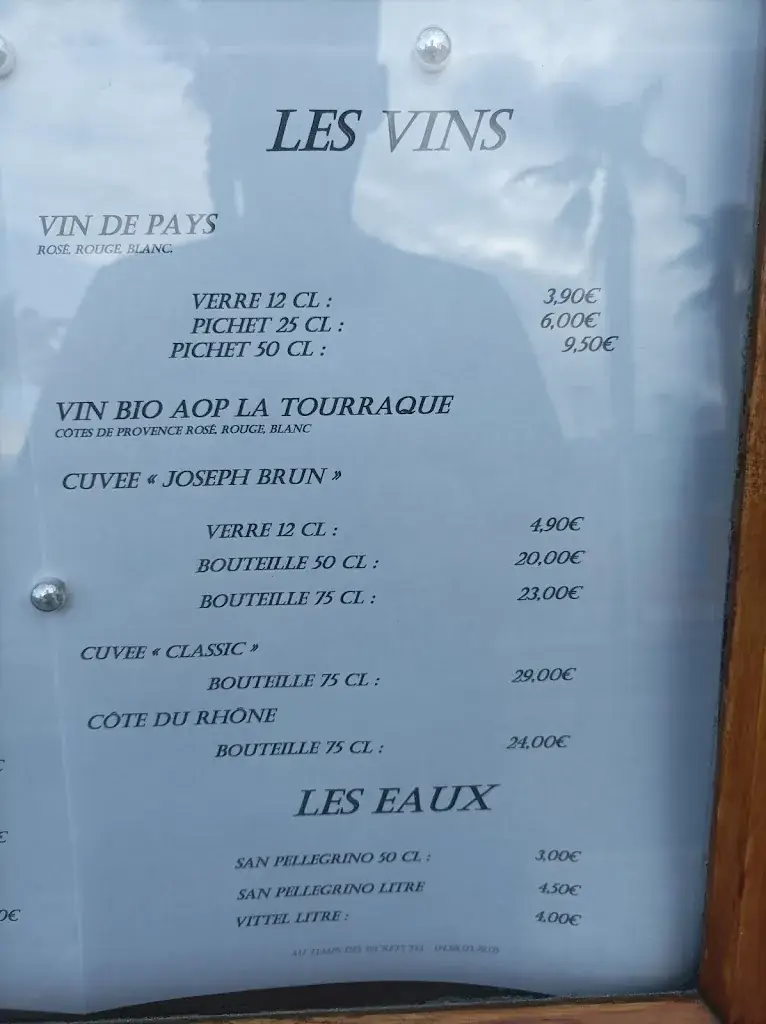 LES VINS
VIN DE PAYS
ROSÉ, ROUGE, BLANC,
VERRE 12 CL : 3,90€
PICHET 25 CL : 6,00€
PICHET 50 CL : 9,50€
VIN BIO AOP LA TOURRAQUE
COTES DE PROVENCE ROSÉ, ROUGE, BLANC
CUVEE « JOSEPH BRUN »
VERRE 12 CL : 4,90€
BOUTEILLE 50 CL : 20,00€
BOUTEILLE 75 CL : 23,00€
CUVEE « CLASSIC »
BOUTEILLE 75 CL : 29,00€
CÔTE DU RHÔNE
BOUTEILLE 75 CL : 24,00€
LES EAUX
SAN PELLEGRINO 50 CL : 3,00€
SAN PELLEGRINO LITRE 4,50€
VITTEL LITRE : 4,00€